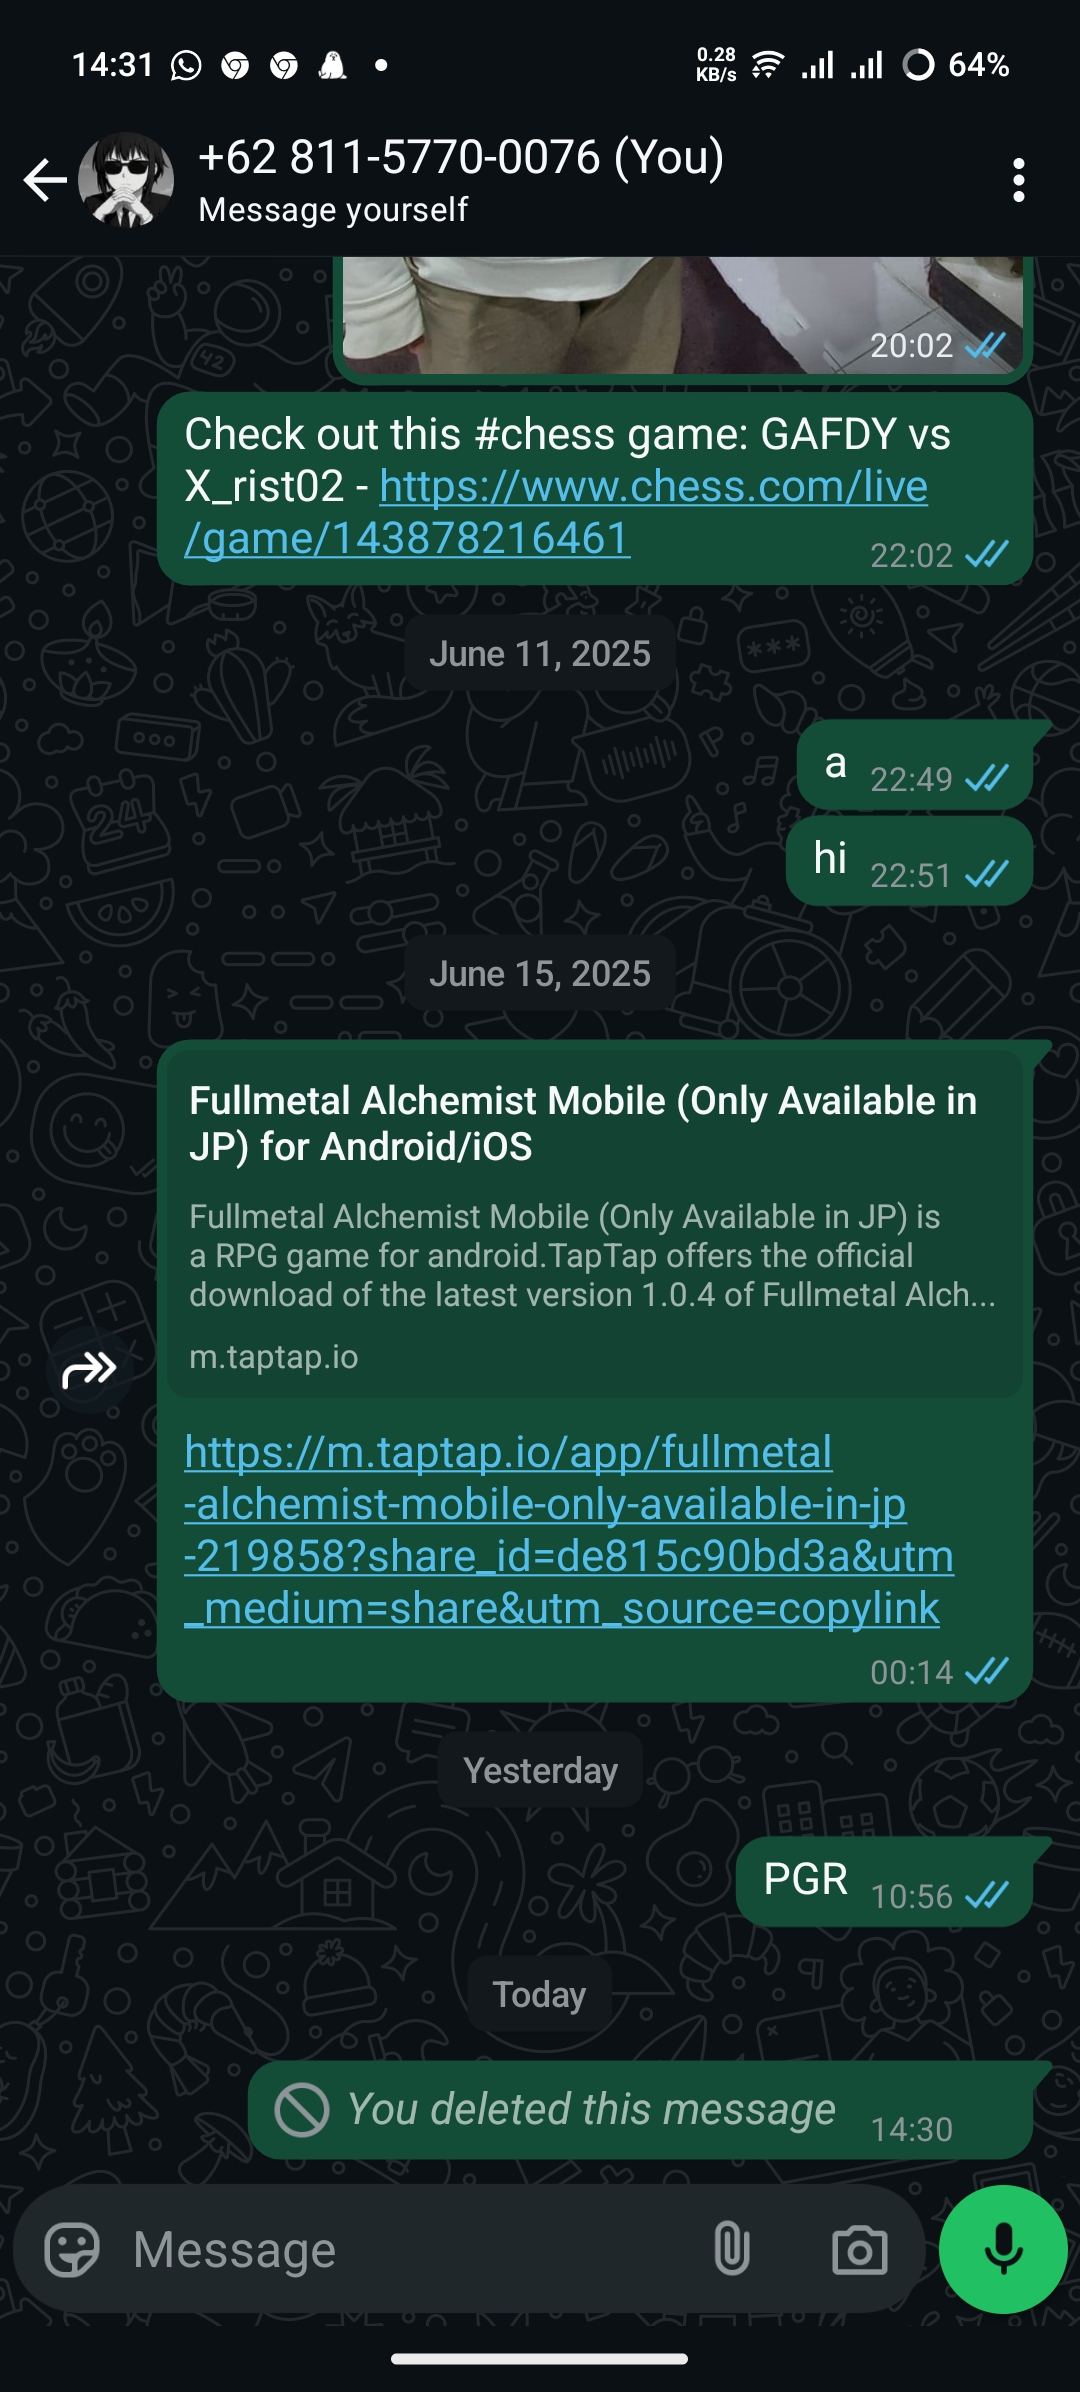 14:31
0.28
KB/s
64%
+62 811-5770-0076 (You)
Message yourself
20:02
Check out this #chess game: GAFDY vs
X_rist02 - https://www.chess.com/live
/game/143878216461
22:02
June 11, 2025
a 22:49
hi 22:51
June 15, 2025
Fullmetal Alchemist Mobile (Only Available in
JP) for Android/iOS
Fullmetal Alchemist Mobile (Only Available in JP) is
a RPG game for android.TapTap offers the official
download of the latest version 1.0.4 of Fullmetal Alch...
m.taptap.io
https://m.taptap.io/app/fullmetal
-alchemist-mobile-only-available-in-jp
-219858?share_id=de815c90bd3a&utm
_medium=share&utm_source=copylink
00:14
Yesterday
PGR 10:56
Today
You deleted this message 14:30
Message